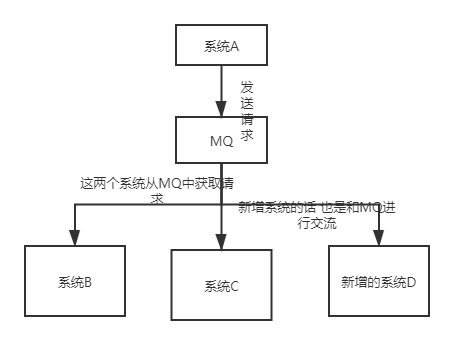 系统A
发
送
请
求
MQ
这两个系统从MQ中获取请
求
新增系统的话 也是和MQ进
行交流
系统B
系统C
新增的系统D